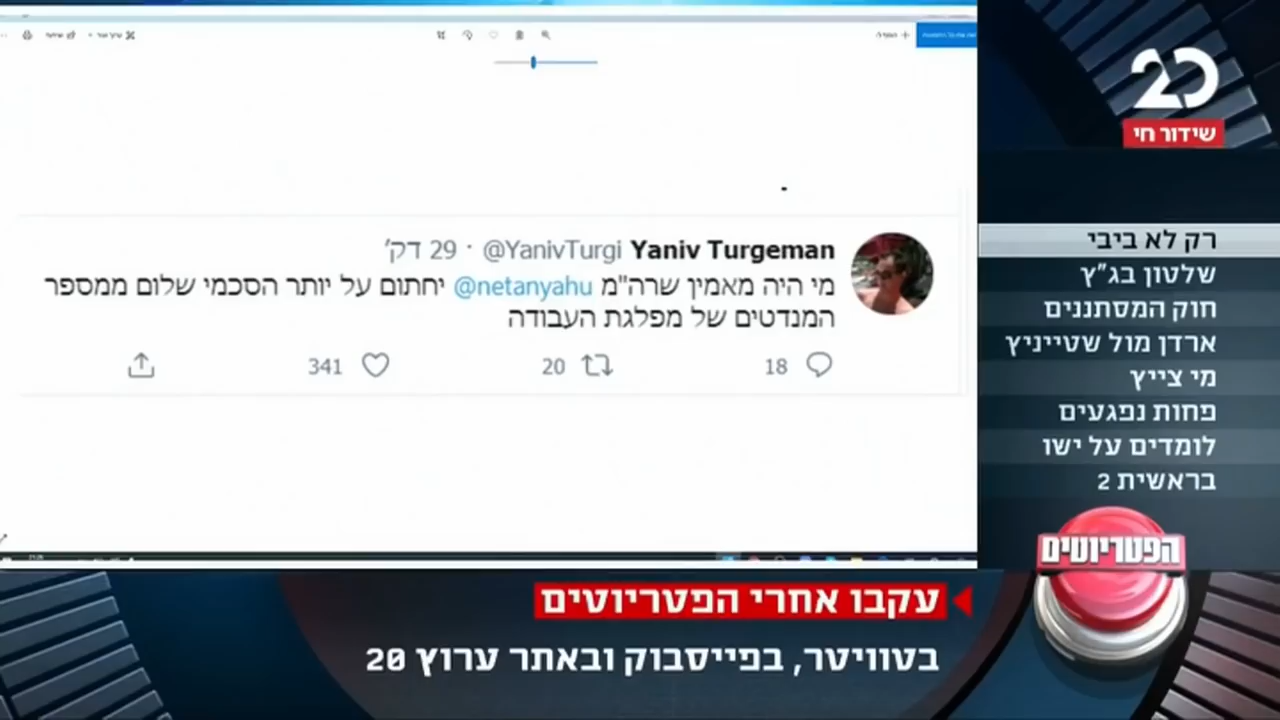 20
שידור חי
Yaniv Turgeman @YanivTurgi · 29 דק'
מי היה מאמין שרה"מ @netanyahu יחתום על יותר הסכמי שלום ממספר
המנדטים של מפלגת העבודה
18 20 341
רק לא ביבי
שלטון בג"ץ
חוק המסתננים
ארדן מול שטייניץ
מי צייץ
פחות נפגעים
לומדים על ישו
בראשית 2
הפטריוטים
עקבו אחרי הפטריוטים
בטוויטר, בפייסבוק ובאתר ערוץ 20